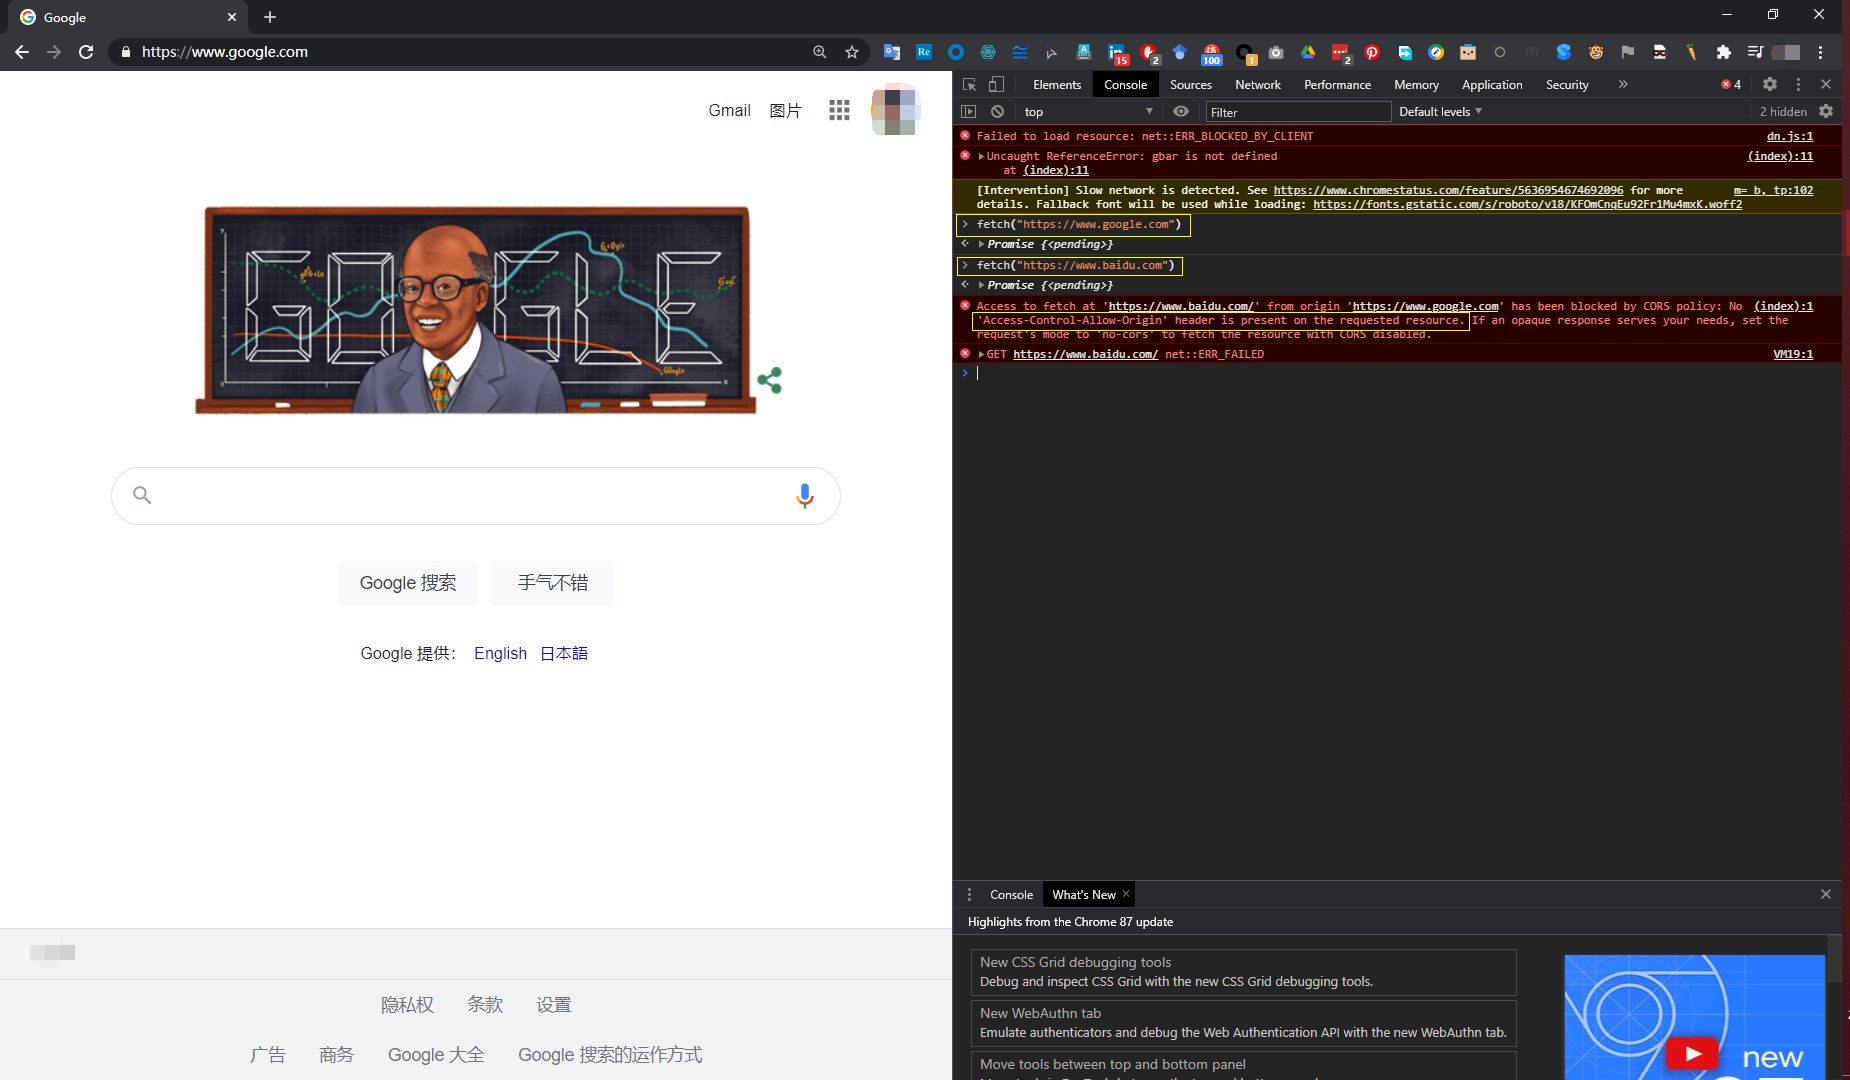 Google
https://www.google.com
Re
15
2
100
1
2
Gmail 图片
Google 搜索 手气不错
Google 提供： English 日本語
隐私权 条款 设置
广告 商务 Google 大全 Google 搜索的运作方式
Elements Console Sources Network Performance Memory Application Security » 4
top Filter Default levels 2 hidden
Failed to load resource: net::ERR_BLOCKED_BY_CLIENT dn.js:1
Uncaught ReferenceError: gbar is not defined (index):11
at (index):11
[Intervention] Slow network is detected. See https://www.chromestatus.com/feature/5636954674692096 for more m=_b,_tp:102
details. Fallback font will be used while loading: https://fonts.gstatic.com/s/roboto/v18/KFOmCnqEu92Fr1Mu4mxK.woff2
> fetch("https://www.google.com")
Promise {<pending>}
> fetch("https://www.baidu.com")
Promise {<pending>}
Access to fetch at 'https://www.baidu.com/' from origin 'https://www.google.com' has been blocked by CORS policy: No (index):1
'Access-Control-Allow-Origin' header is present on the requested resource. If an opaque response serves your needs, set the
request's mode to 'no-cors' to fetch the resource with CORS disabled.
GET https://www.baidu.com/ net::ERR_FAILED VM19:1
>
Console What's New
Highlights from the Chrome 87 update
New CSS Grid debugging tools
Debug and inspect CSS Grid with the new CSS Grid debugging tools.
New WebAuthn tab
Emulate authenticators and debug the Web Authentication API with the new WebAuthn tab.
Move tools between top and bottom panel
new